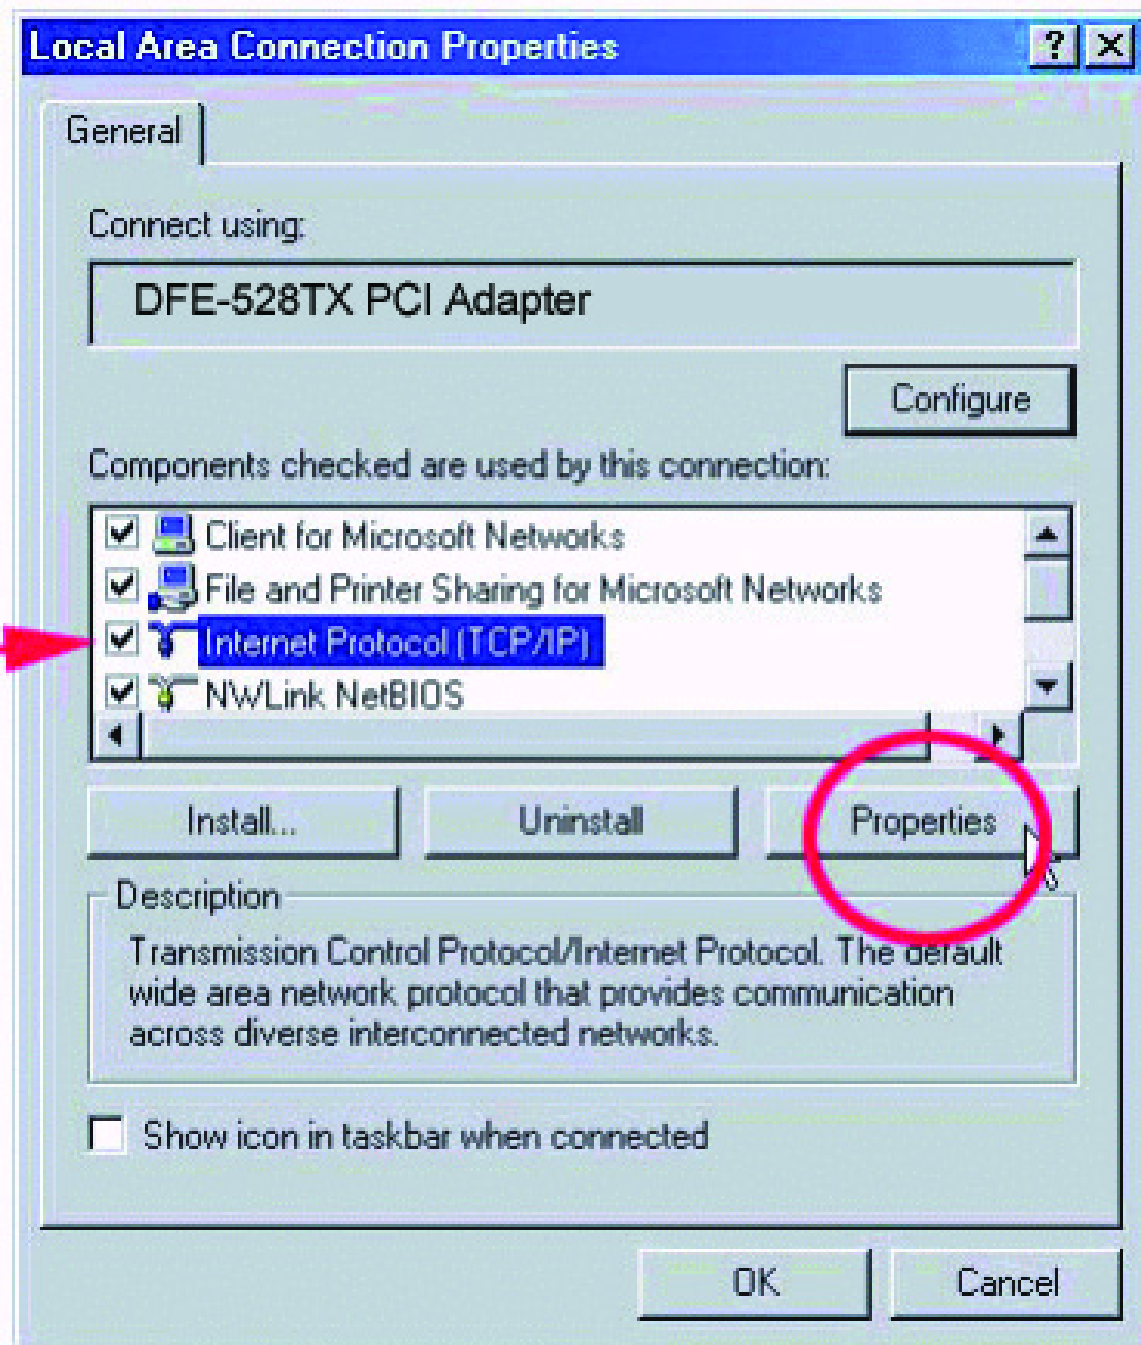 Local Area Connection Properties
General
Connect using:
DFE-528TX PCI Adapter
Configure
Components checked are used by this connection:
Client for Microsoft Networks
File and Printer Sharing for Microsoft Networks
Internet Protocol (TCP/IP)
NWLink NetBIOS
Install...
Uninstall
Properties
Description
Transmission Control Protocol/Internet Protocol. The default
wide area network protocol that provides communication
across diverse interconnected networks.
Show icon in taskbar when connected
OK
Cancel